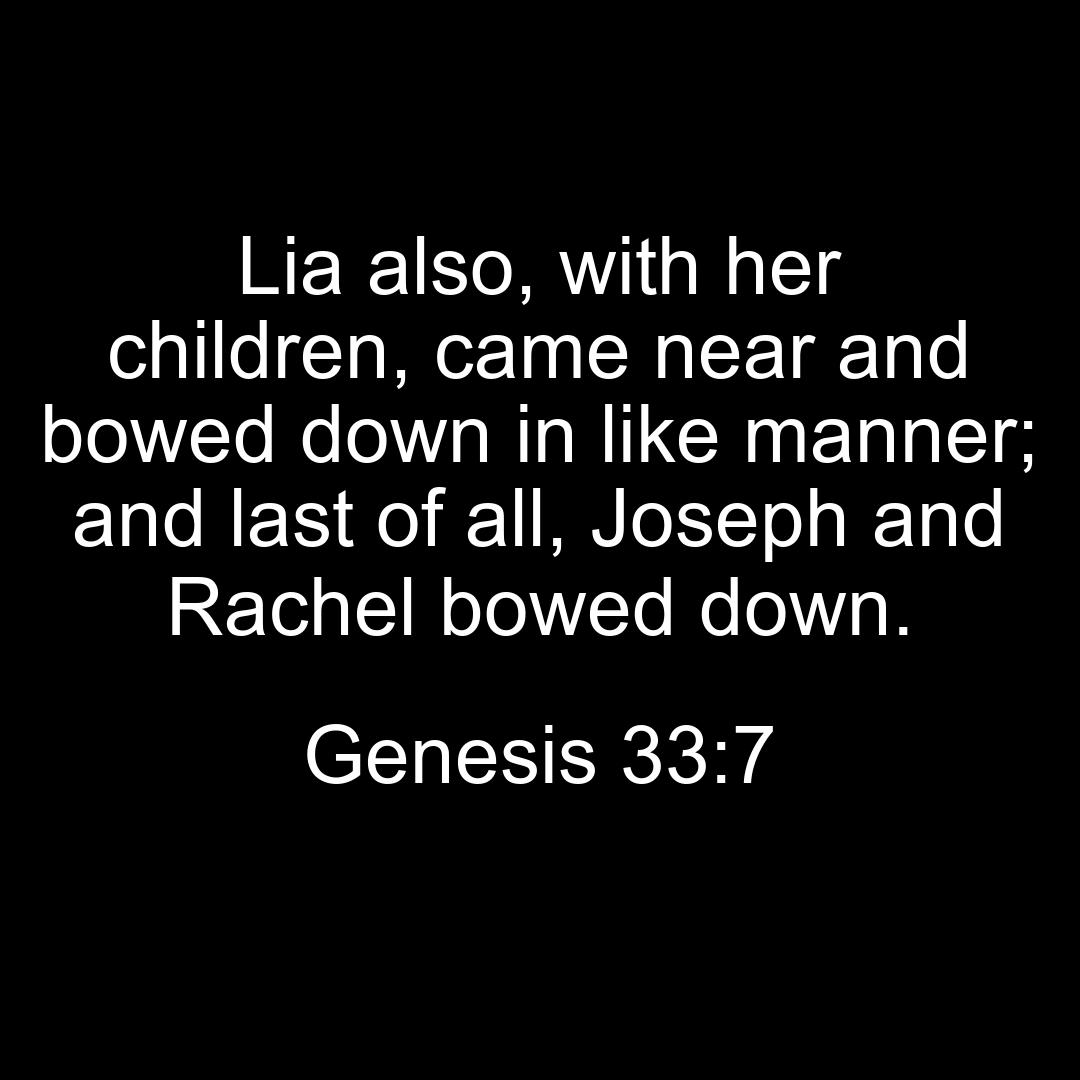 Lia also, with her
children, came near and
bowed down in like manner;
and last of all, Joseph and
Rachel bowed down.
Genesis 33:7